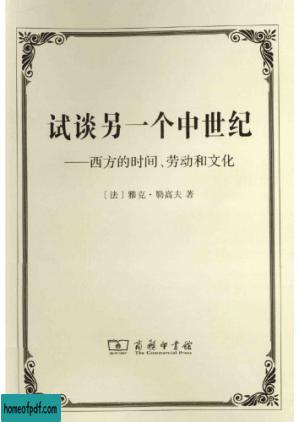 试谈另一个中世纪
——西方的时间、劳动和文化
〔法〕雅克·勒高夫 著
商务印书馆
The Commercial Press
homeofpdf.com